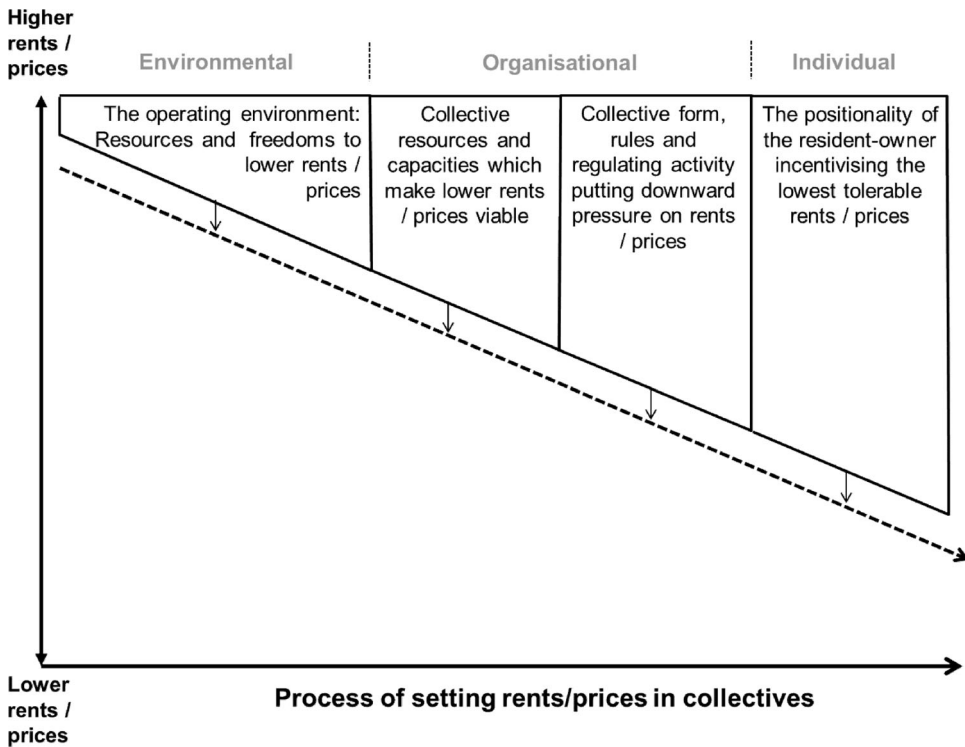 Higher
rents /
prices
Environmental
Organisational
Individual
The operating environment:
Resources and freedoms to
lower rents /
prices
Collective
resources and
capacities which
make lower rents
/ prices viable
Collective form,
rules and
regulating activity
putting downward
pressure on rents
/ prices
The positionality of
the resident-owner
incentivising the
lowest tolerable
rents / prices
Lower
rents /
prices
Process of setting rents/prices in collectives